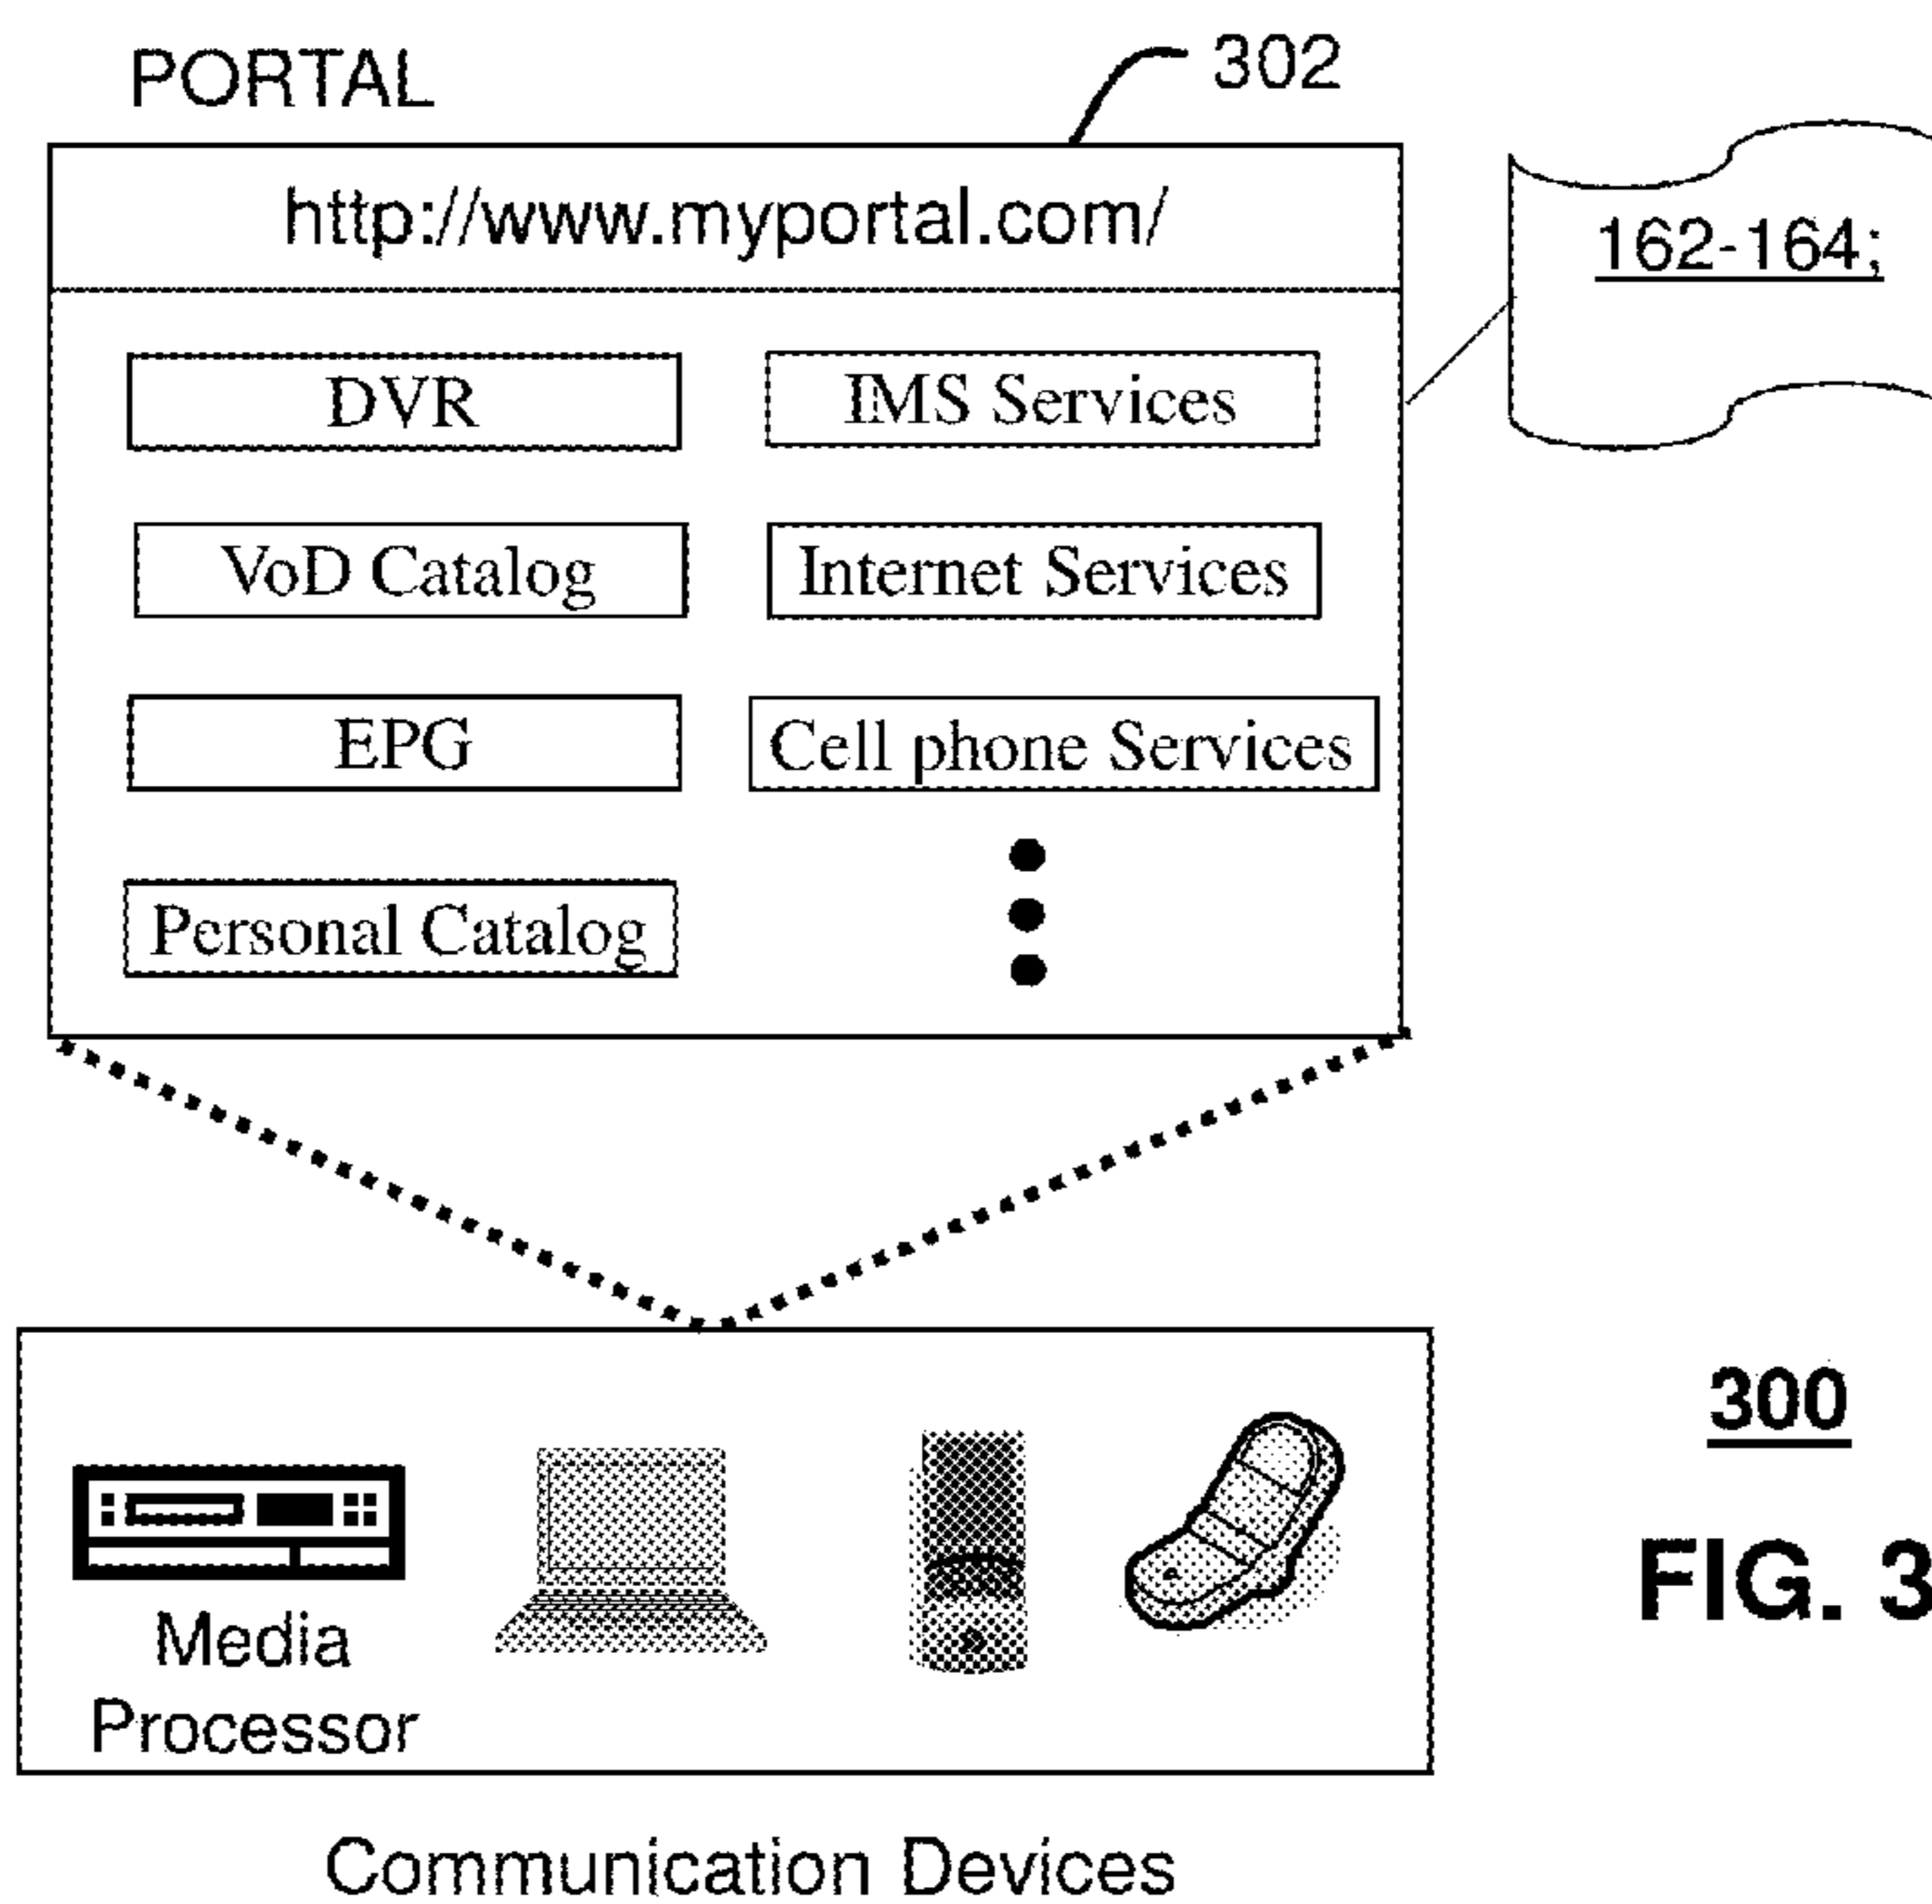 PORTAL
302
http://www.myportal.com/
162-164;
DVR
IMS Services
VoD Catalog
Internet Services
EPG
Cell phone Services
Personal Catalog
Media
Processor
300
FIG. 3
Communication Devices